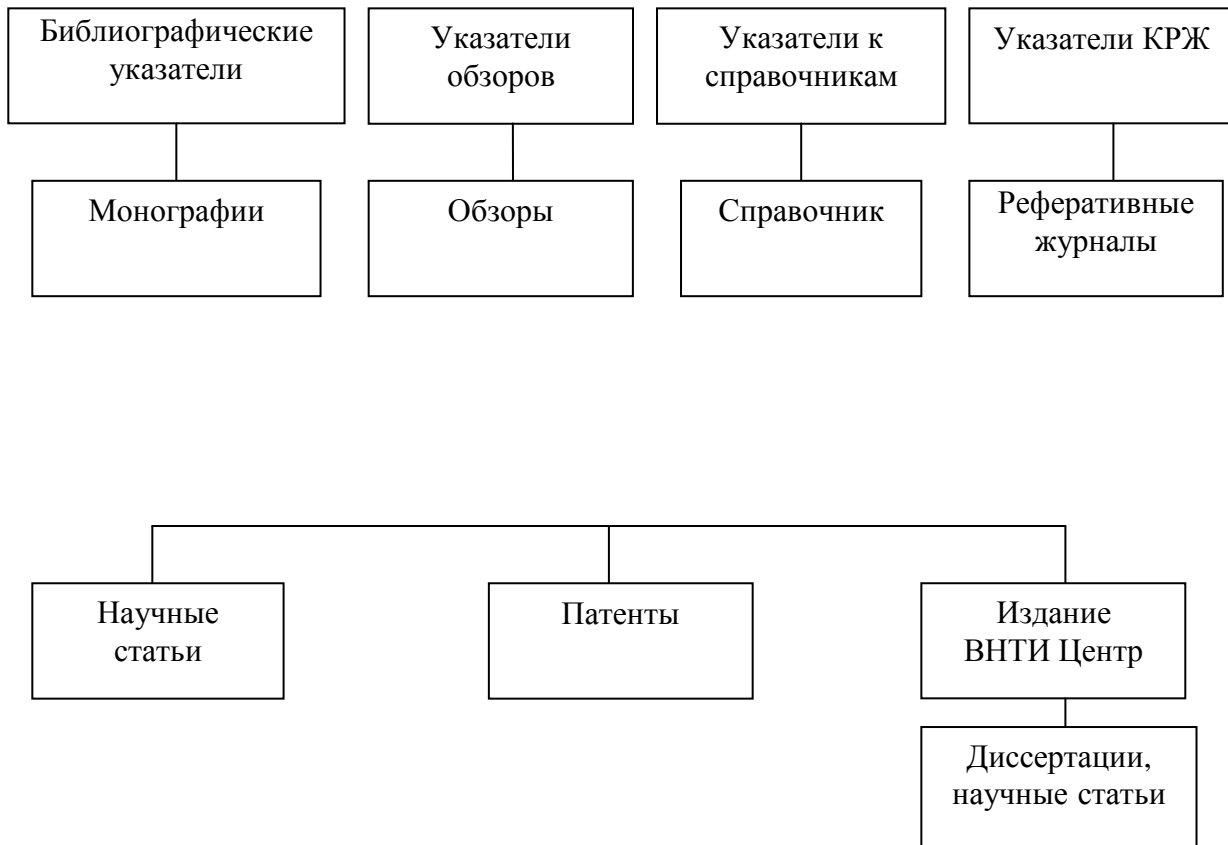 Библиографические
указатели
Указатели
обзоров
Указатели к
справочникам
Указатели КРЖ
Монографии
Обзоры
Справочник
Реферативные
журналы
Научные
статьи
Патенты
Издание
ВНТИ Центр
Диссертации,
научные статьи